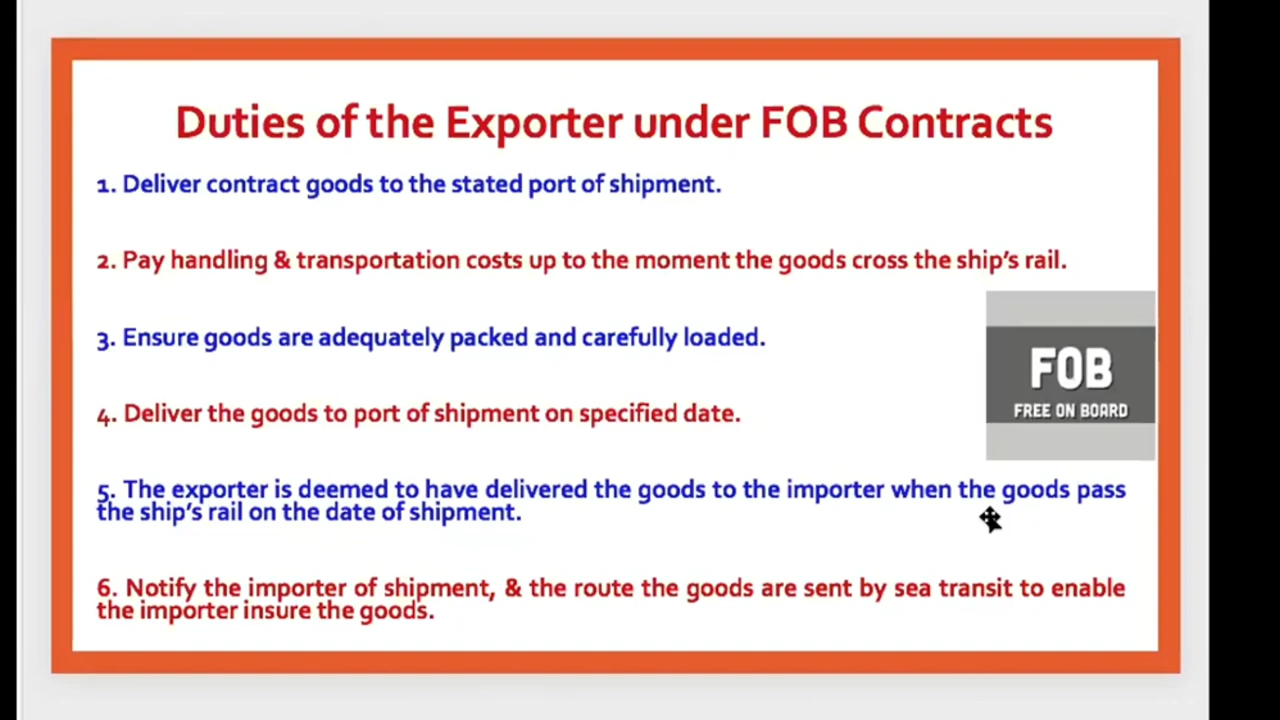 Duties of the Exporter under FOB Contracts
1. Deliver contract goods to the stated port of shipment.
2. Pay handling & transportation costs up to the moment the goods cross the ship's rail.
3. Ensure goods are adequately packed and carefully loaded.
FOB
FREE ON BOARD
4. Deliver the goods to port of shipment on specified date.
5. The exporter is deemed to have delivered the goods to the importer when the goods pass
the ship's rail on the date of shipment.
6. Notify the importer of shipment, & the route the goods are sent by sea transit to enable
the importer insure the goods.